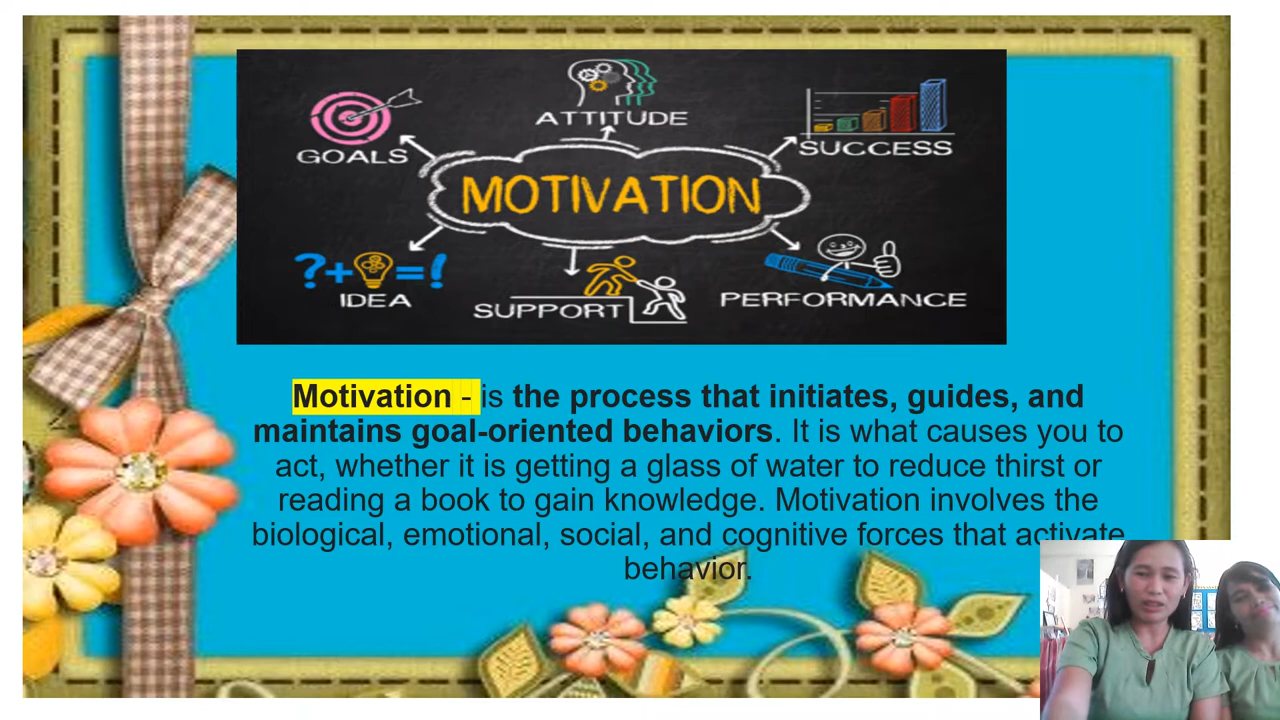 ATTITUDE
GOALS
SUCCESS
MOTIVATION
?+=!
IDEA
SUPPORT
PERFORMANCE
Motivation - is the process that initiates, guides, and
maintains goal-oriented behaviors. It is what causes you to
act, whether it is getting a glass of water to reduce thirst or
reading a book to gain knowledge. Motivation involves the
biological, emotional, social, and cognitive forces that activate
behavior.